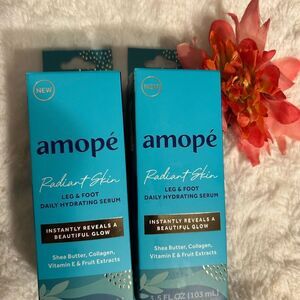 NEW
amopé
Radiant Skin
LEG & FOOT
DAILY HYDRATING SERUM
INSTANTLY REVEALS A
BEAUTIFUL GLOW
Shea Butter, Collagen,
Vitamin E & Fruit Extracts
NEW
amopé
Radiant Skin
LEG & FOOT
DAILY HYDRATING SERUM
INSTANTLY REVEALS A
BEAUTIFUL GLOW
Shea Butter, Collagen,
Vitamin E & Fruit Extracts
3.5 FL OZ (103 mL)